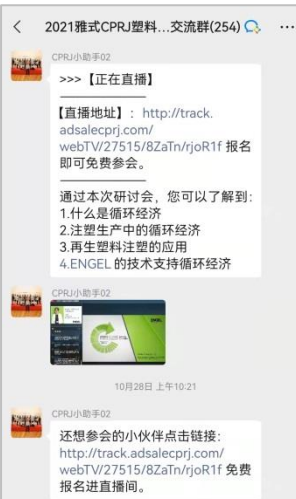 2021雅式CPRJ塑料...交流群(254)
CPRJ小助手02
>>>【正在直播】
【直播地址】：http://track.
adsalecprj.com/
webTV/27515/8ZaTn/rjoR1f 报名
即可免费参会。
通过本次研讨会，您可以了解到：
1.什么是循环经济
2.注塑生产中的循环经济
3.再生塑料注塑的应用
4.ENGEL 的技术支持循环经济
CPRJ小助手02
10月28日 上午10:21
CPRJ小助手02
还想参会的小伙伴点击链接：
http://track.adsalecprj.com/
webTV/27515/8ZaTn/rjoR1f 免费
报名进直播间。